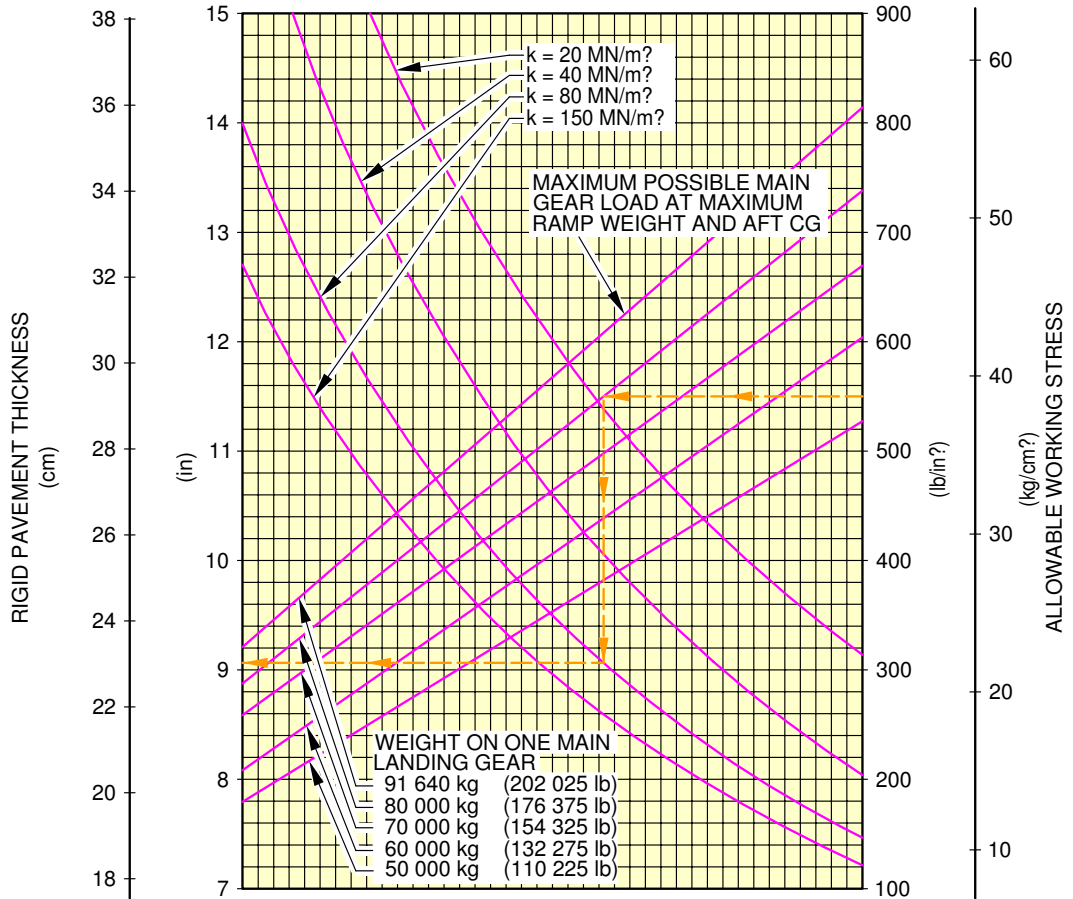 38
36
34
32
30
28
26
24
22
20
18
RIGID PAVEMENT THICKNESS
(cm)
(in)
15
14
13
12
11
10
9
8
7
k = 20 MN/m?
k = 40 MN/m?
k = 80 MN/m?
k = 150 MN/m?
MAXIMUM POSSIBLE MAIN
GEAR LOAD AT MAXIMUM
RAMP WEIGHT AND AFT CG
WEIGHT ON ONE MAIN
LANDING GEAR
91 640 kg (202 025 lb)
80 000 kg (176 375 lb)
70 000 kg (154 325 lb)
60 000 kg (132 275 lb)
50 000 kg (110 225 lb)
900
800
700
600
500
400
300
200
100
(lb/in?)
60
50
40
30
20
10
(kg/cm?)
ALLOWABLE WORKING STRESS